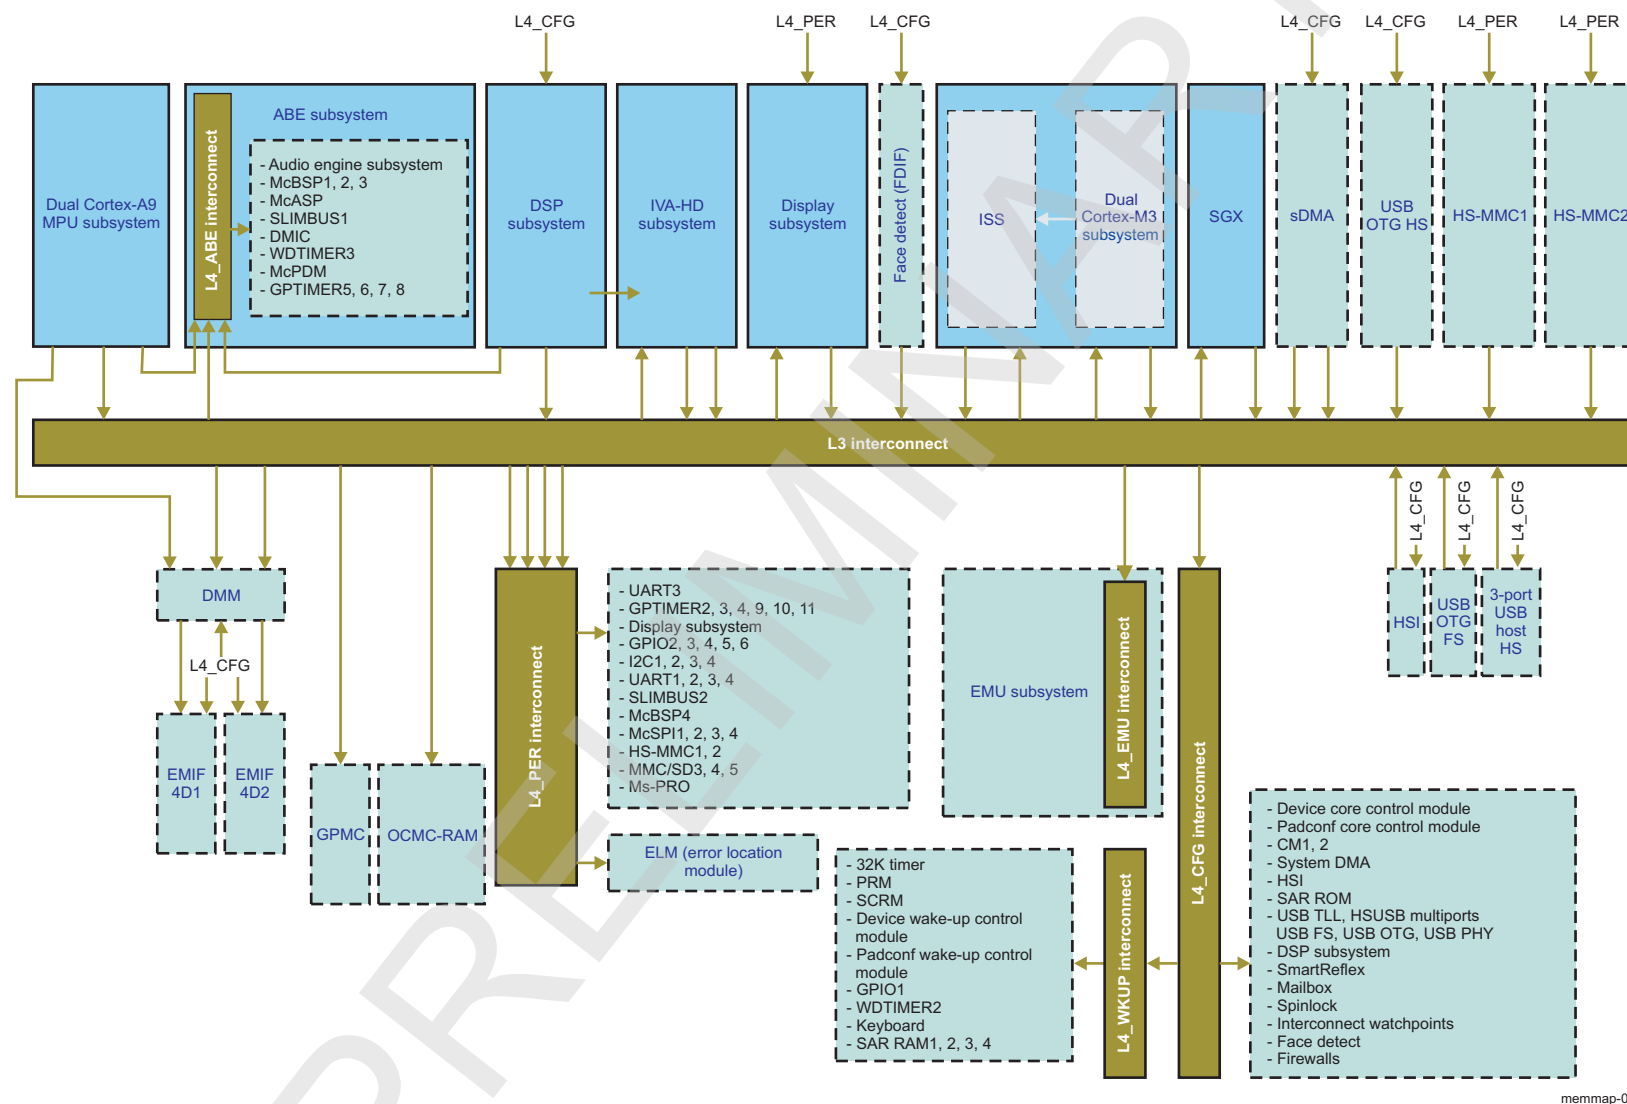 L4_CFG
L4_PER
L4_CFG
L4_CFG
L4_CFG
L4_PER
L4_PER
Dual Cortex-A9
MPU subsystem
ABE subsystem
L4_ABE interconnect
- Audio engine subsystem
- McBSP1, 2, 3
- McASP
- SLIMBUS1
- DMIC
- WDTIMER3
- McPDM
- GPTIMER5, 6, 7, 8
DSP
subsystem
IVA-HD
subsystem
Display
subsystem
Face detect (FDIF)
ISS
Dual
Cortex-M3
subsystem
SGX
sDMA
USB
OTG HS
HS-MMC1
HS-MMC2
L3 interconnect
L4_CFG
L4_CFG
L4_CFG
DMM
L4_CFG
EMIF
4D1
EMIF
4D2
GPMC
OCMC-RAM
L4_PER interconnect
- UART3
- GPTIMER2, 3, 4, 9, 10, 11
- Display subsystem
- GPIO2, 3, 4, 5, 6
- I2C1, 2, 3, 4
- UART1, 2, 3, 4
- SLIMBUS2
- McBSP4
- McSPI1, 2, 3, 4
- HS-MMC1, 2
- MMC/SD3, 4, 5
- Ms-PRO
ELM (error location
module)
EMU subsystem
L4_EMU interconnect
L4_CFG interconnect
HSI
USB
OTG
FS
3-port
USB
host
HS
- 32K timer
- PRM
- SCRM
- Device wake-up control
module
- Padconf wake-up control
module
- GPIO1
- WDTIMER2
- Keyboard
- SAR RAM1, 2, 3, 4
L4_WKUP interconnect
- Device core control module
- Padconf core control module
- CM1, 2
- System DMA
- HSI
- SAR ROM
- USB TLL, HSUSB multiports
USB FS, USB OTG, USB PHY
- DSP subsystem
- SmartReflex
- Mailbox
- Spinlock
- Interconnect watchpoints
- Face detect
- Firewalls
memmap-0
PRELIMINAR